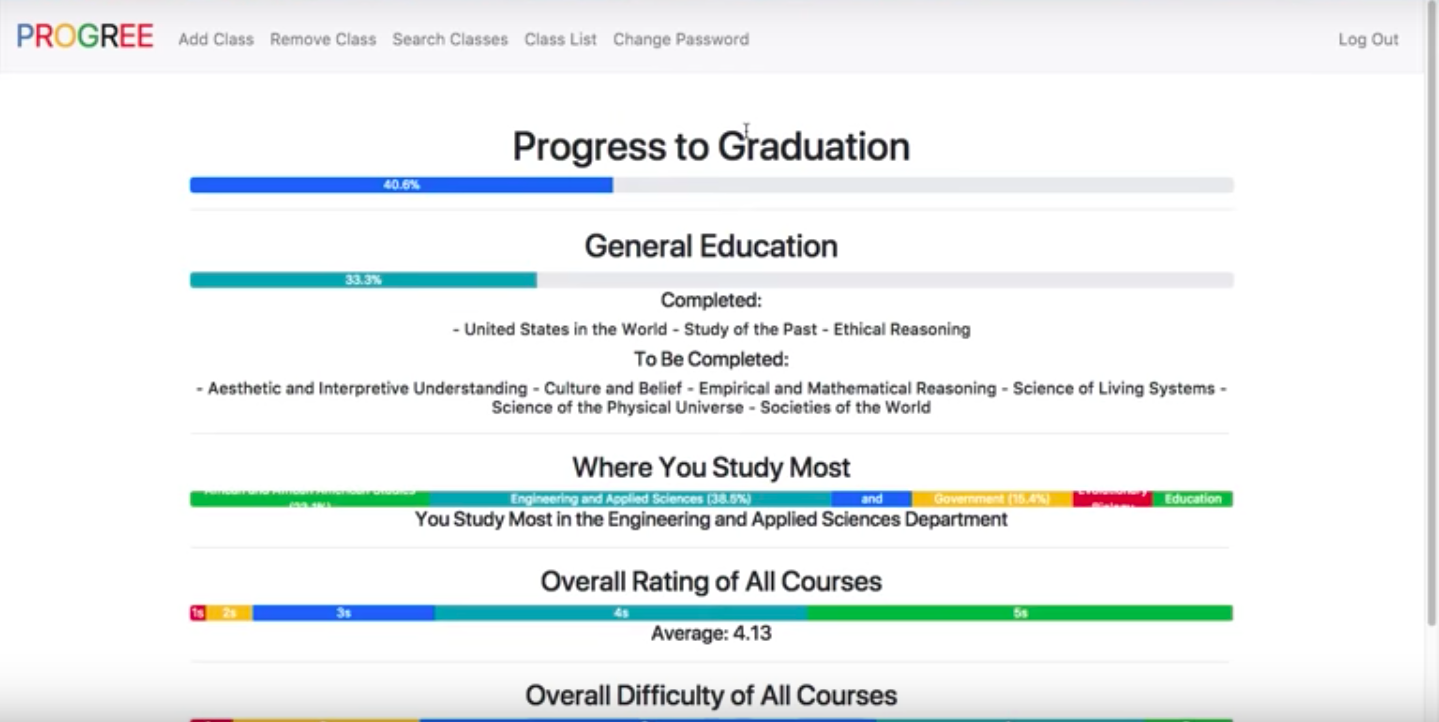 PROGREE Add Class Remove Class Search Classes Class List Change Password Log Out
Progress to Graduation
40.6%
General Education
33.3%
Completed:
- United States in the World - Study of the Past - Ethical Reasoning
To Be Completed:
- Aesthetic and Interpretive Understanding - Culture and Belief - Empirical and Mathematical Reasoning - Science of Living Systems -
Science of the Physical Universe - Societies of the World
Where You Study Most
Engineering and Applied Sciences (38.5%) and Government (15.4%) Education
You Study Most in the Engineering and Applied Sciences Department
Overall Rating of All Courses
1s 2s 3s 4s 5s
Average: 4.13
Overall Difficulty of All Courses